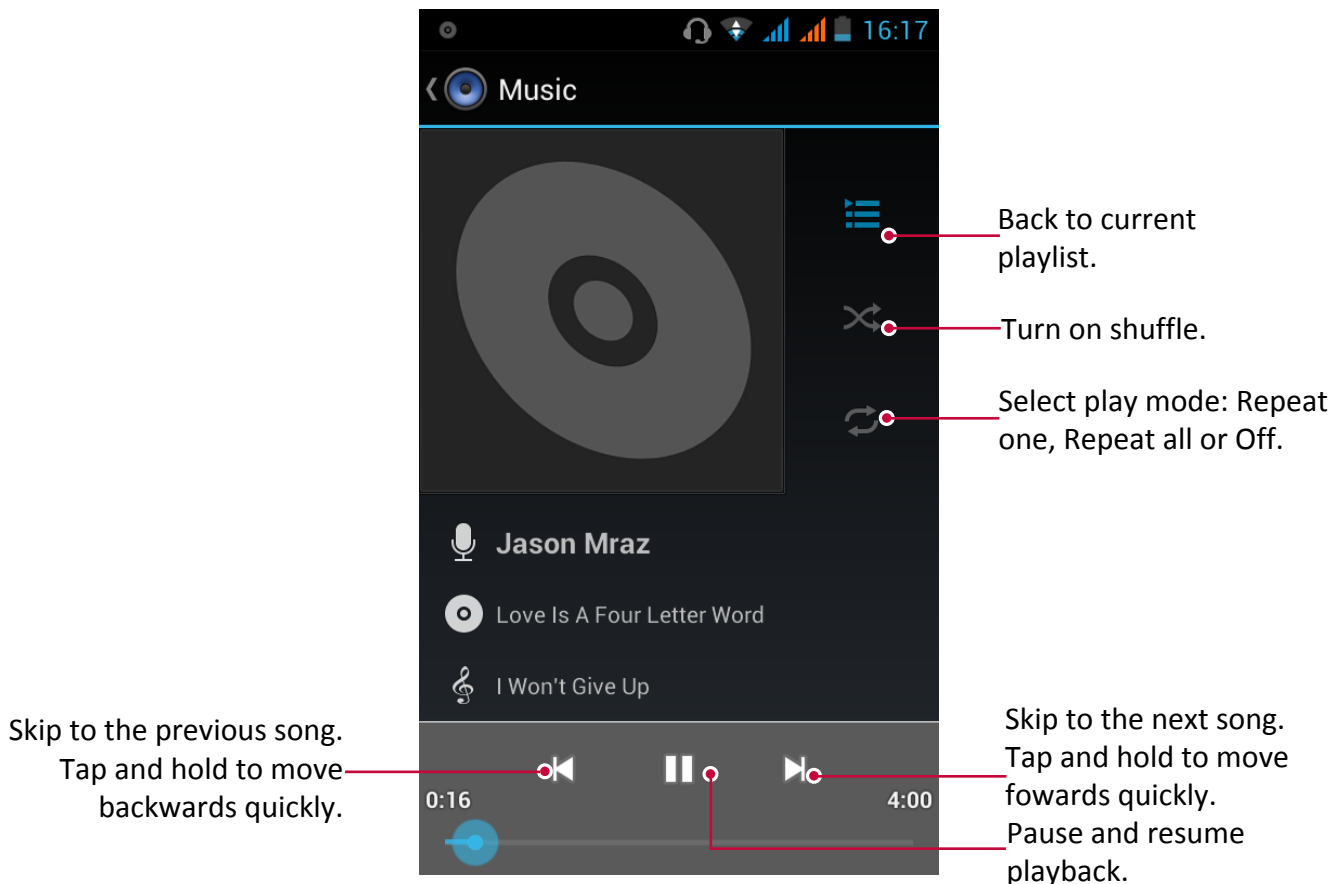 16:17
Music
Back to current
playlist.
Turn on shuffle.
Select play mode: Repeat
one, Repeat all or Off.
Jason Mraz
Love Is A Four Letter Word
I Won't Give Up
Skip to the previous song.
Tap and hold to move
backwards quickly.
0:16
4:00
Skip to the next song.
Tap and hold to move
fowards quickly.
Pause and resume
playback.